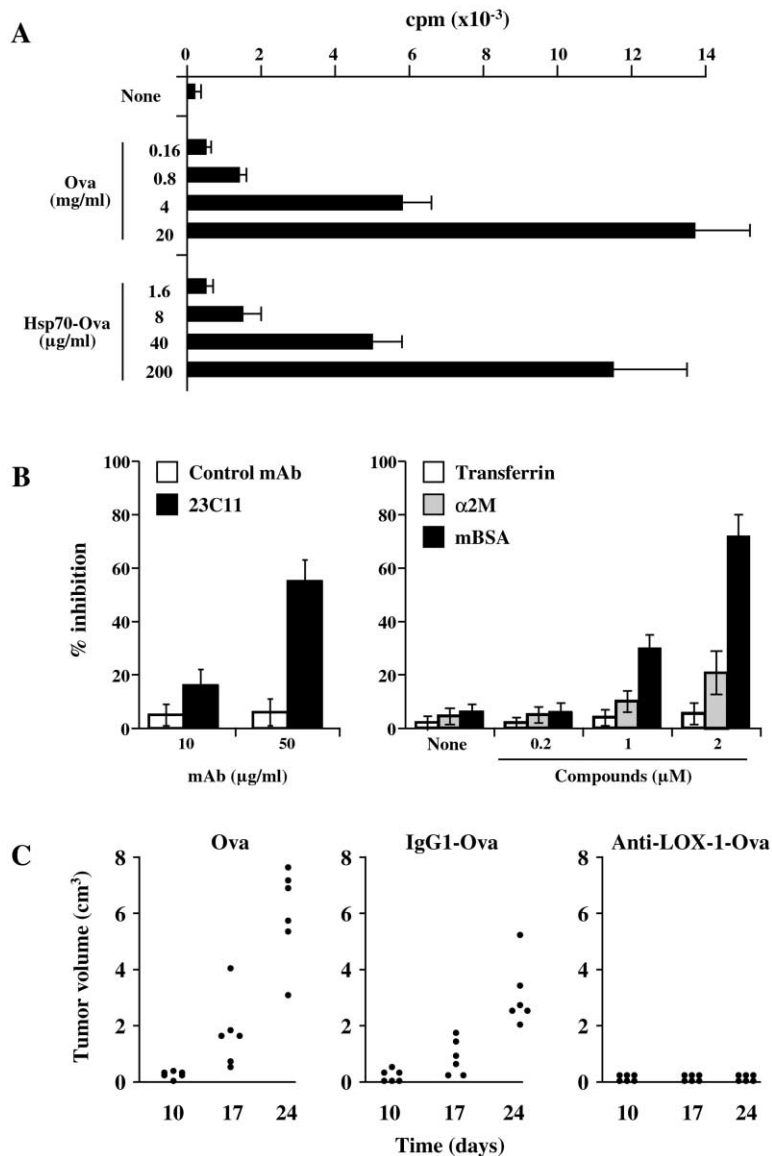 A
cpm (x10-3)
0 2 4 6 8 10 12 14
None
Ova
(mg/ml)
0.16
0.8
4
20
Hsp70-Ova
(µg/ml)
1.6
8
40
200
B
% inhibition
100
80
60
40
20
0
Control mAb
23C11
10 50
mAb (µg/ml)
100
80
60
40
20
0
Transferrin
α2M
mBSA
None 0.2 1 2
Compounds (µM)
C
Tumor volume (cm3)
Ova
8
6
4
2
0
10 17 24
IgG1-Ova
8
6
4
2
0
10 17 24
Anti-LOX-1-Ova
8
6
4
2
0
10 17 24
Time (days)